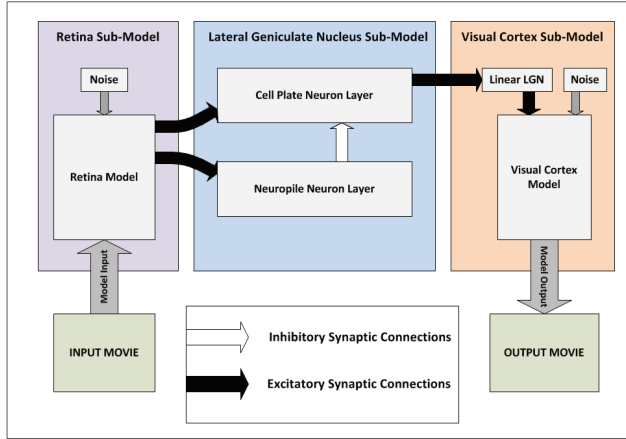 Retina Sub-Model
Lateral Geniculate Nucleus Sub-Model
Visual Cortex Sub-Model
Noise
Cell Plate Neuron Layer
Linear LGN
Noise
Retina Model
Neuropile Neuron Layer
Visual Cortex
Model
Model Input
Model Output
INPUT MOVIE
Inhibitory Synaptic Connections
OUTPUT MOVIE
Excitatory Synaptic Connections